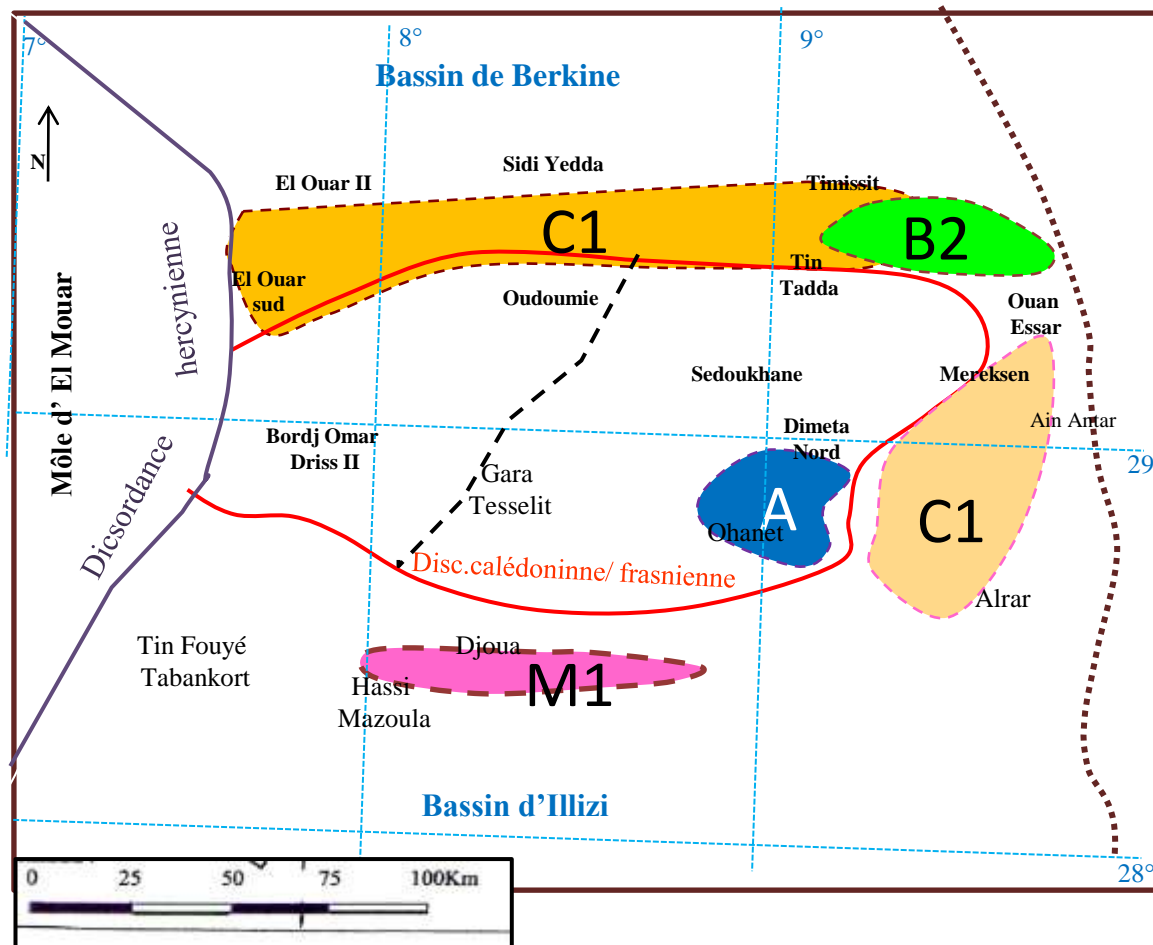 7°
8°
9°
Bassin de Berkine
N
Sidi Yedda
El Ouar II
Timissit
C1
B2
El Ouar
sud
Oudoumie
Tin
Tadda
Ouan
Essar
hercynienne
Môle d' El Mouar
Sedoukhane
Mereksen
Bordj Omar
Driss II
Dimeta
Nord
Ain Antar
29
Dicsordance
Gara
Tesselit
A
Ohanet
C1
Disc.calédoninne/ frasnienne
Alrar
Tin Fouyé
Tabankort
Djoua
M1
Hassi
Mazoula
Bassin d'Illizi
28°
0 25 50 75 100Km